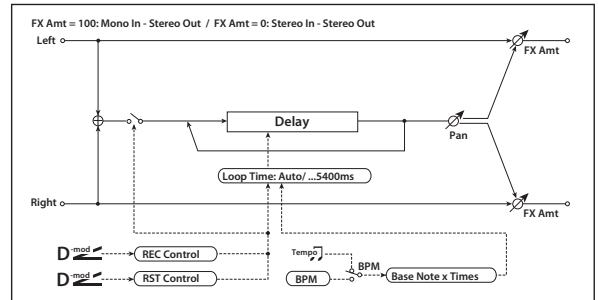 FX Amt = 100: Mono In - Stereo Out / FX Amt = 0: Stereo In - Stereo Out
Left
FX Amt
Delay
Pan
Loop Time: Auto/ ...5400ms
Right
FX Amt
D-mod
REC Control
Tempo
BPM
D-mod
RST Control
BPM
Base Note x Times